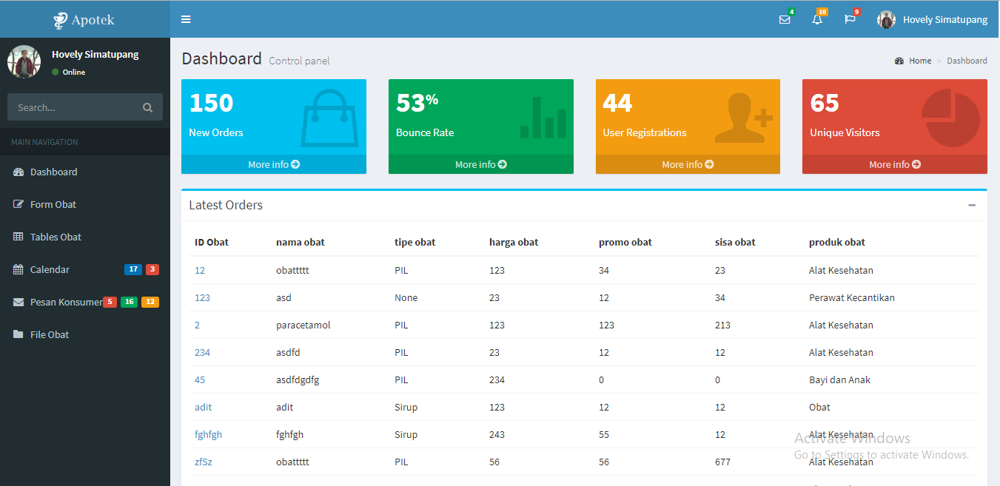 Apotek
4
10
9
Hovely Simatupang
Hovely Simatupang
Online
Search...
MAIN NAVIGATION
Dashboard
Form Obat
Tables Obat
Calendar 17 3
Pesan Konsumen 5 16 12
File Obat
Dashboard Control panel
Home > Dashboard
150
New Orders
More info
53%
Bounce Rate
More info
44
User Registrations
More info
65
Unique Visitors
More info
Latest Orders
ID Obat nama obat tipe obat harga obat promo obat sisa obat produk obat
12 obattttt PIL 123 34 23 Alat Kesehatan
123 asd None 23 12 34 Perawat Kecantikan
2 paracetamol PIL 123 123 213 Alat Kesehatan
234 asdfd PIL 23 12 12 Alat Kesehatan
45 asdfdgdfg PIL 234 0 0 Bayi dan Anak
adit adit Sirup 123 12 12 Obat
fghfgh fghfgh Sirup 243 55 12 Alat Kesehatan
zfSz obattttt PIL 56 56 677 Alat Kesehatan
Activate Windows
Go to Settings to activate Windows.